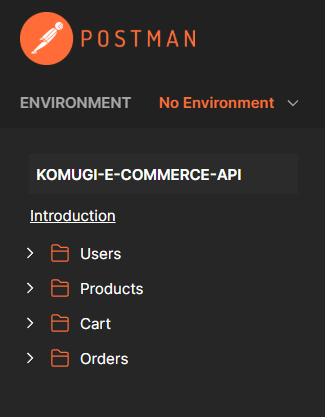 POSTMAN
ENVIRONMENT No Environment
KOMUGI-E-COMMERCE-API
Introduction
Users
Products
Cart
Orders